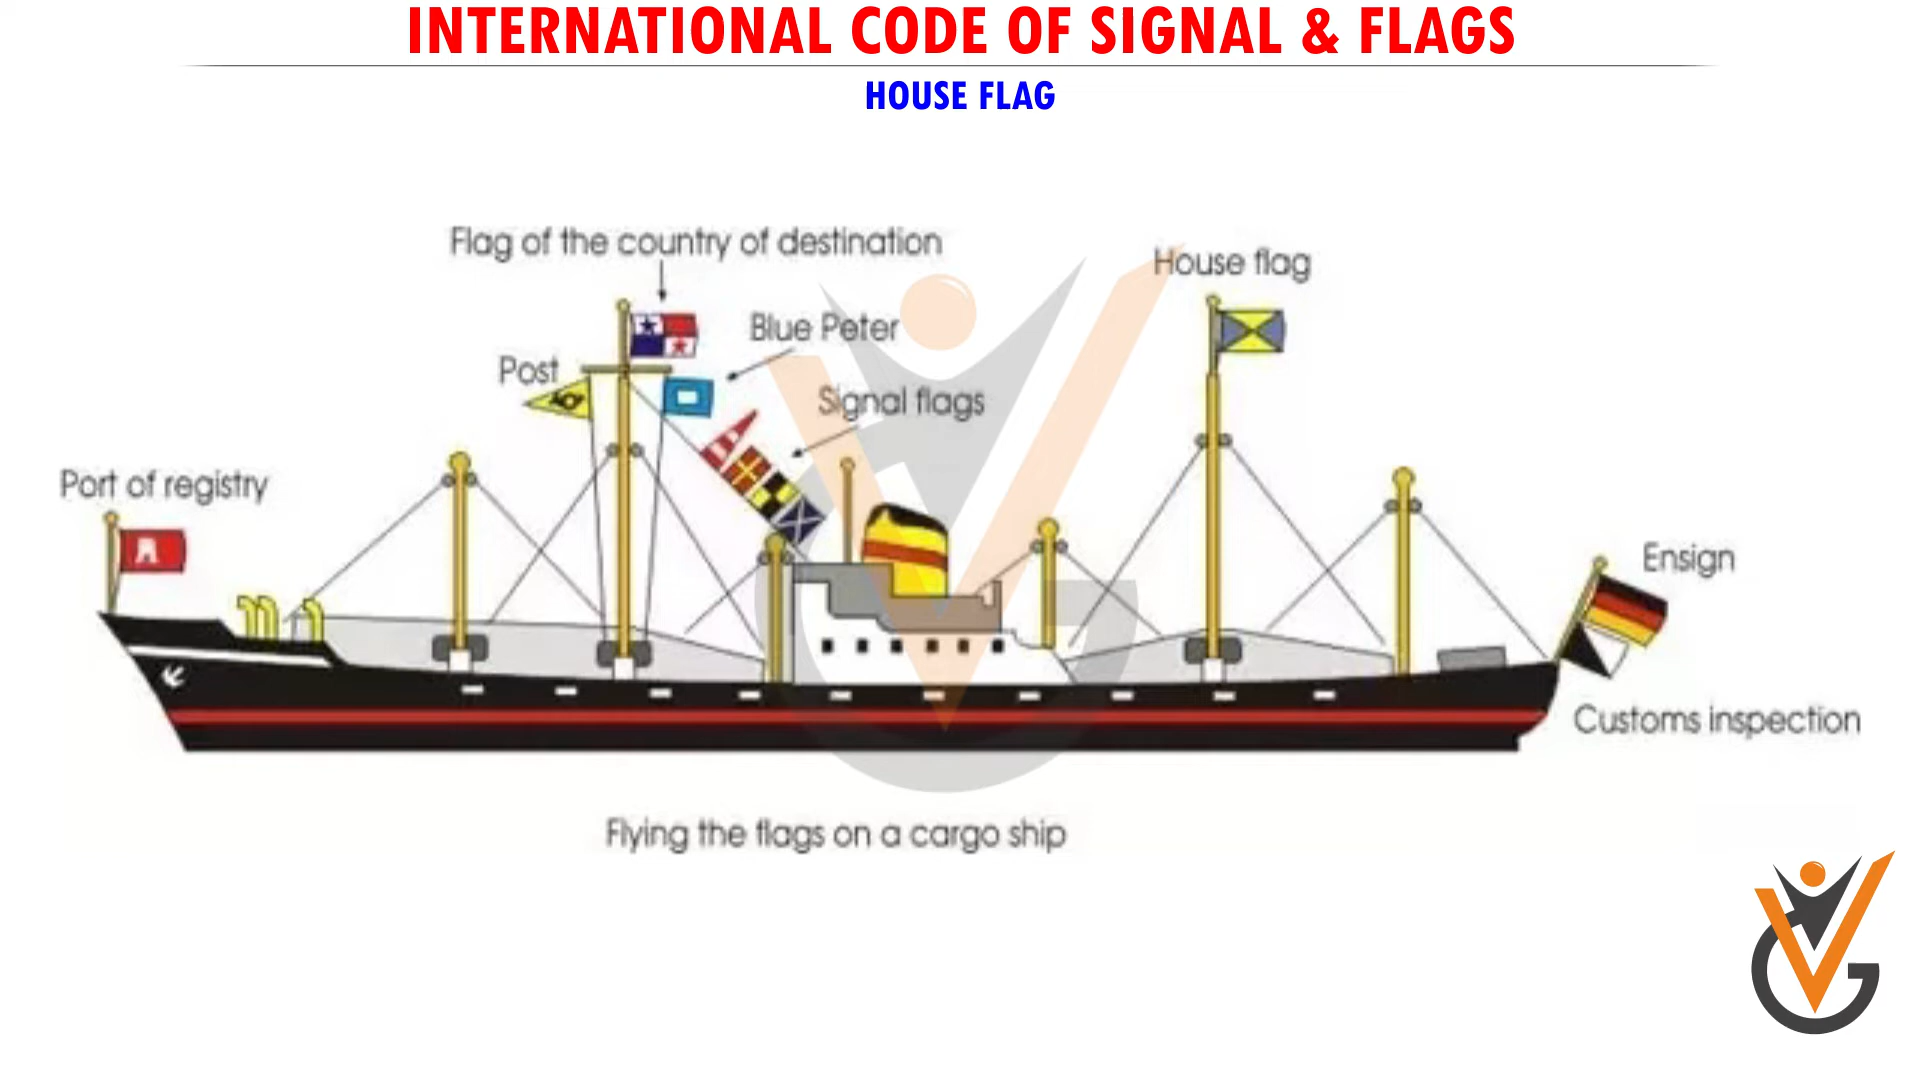 INTERNATIONAL CODE OF SIGNAL & FLAGS
HOUSE FLAG
Flag of the country of destination
House flag
Blue Peter
Post
Signal flags
Port of registry
Ensign
Customs inspection
Flying the flags on a cargo ship